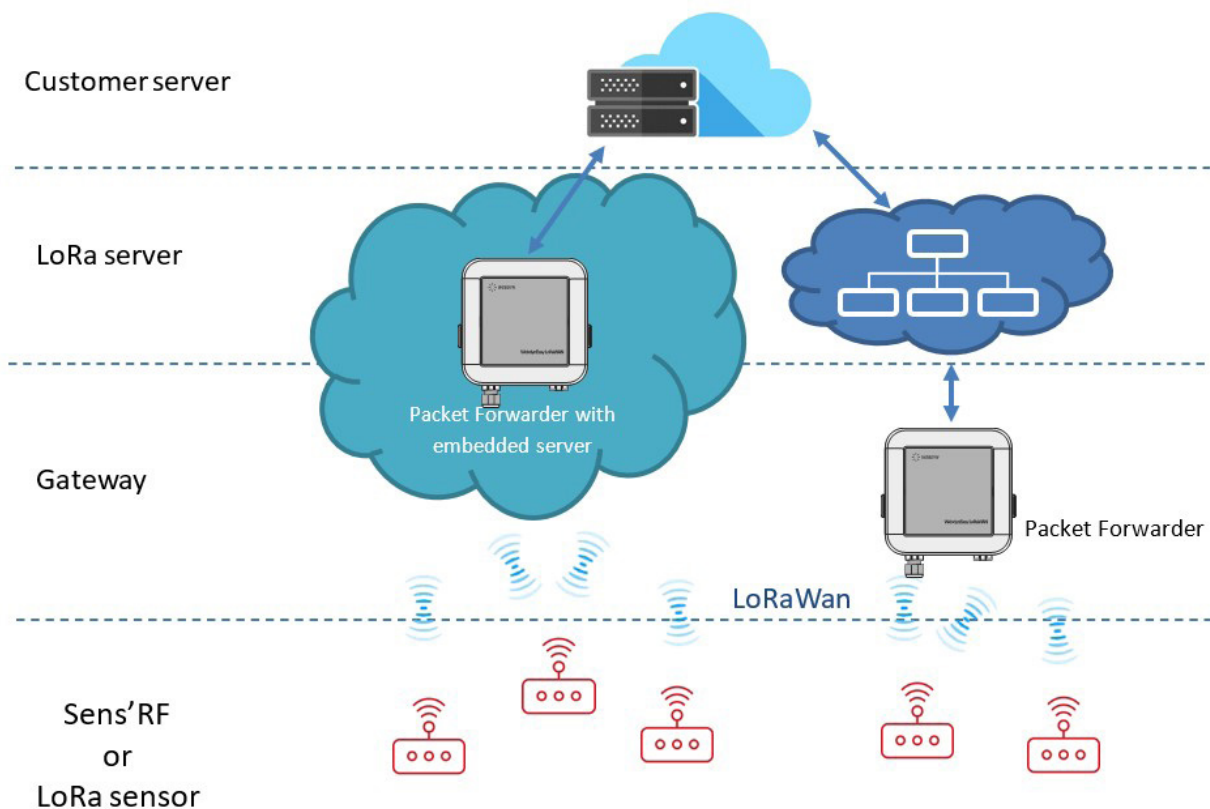 Customer server
LoRa server
Packet Forwarder with
embedded server
Gateway
Packet Forwarder
LoRaWan
Sens'RF
or
LoRa sensor